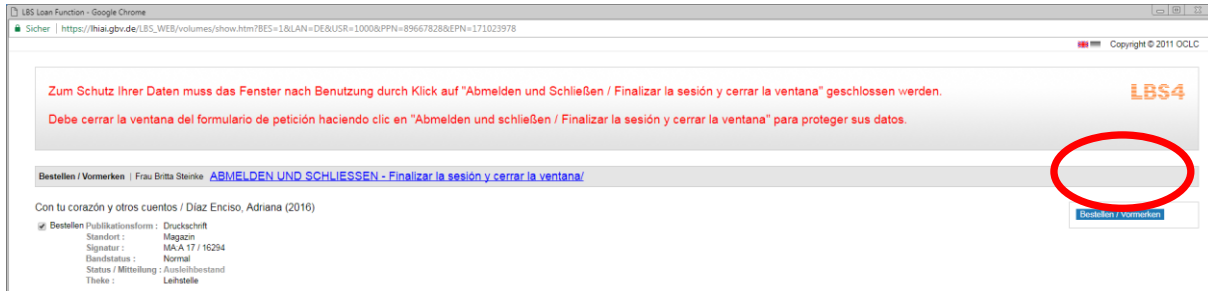 LBS Loan Function - Google Chrome
Sicher | https://lhiai.gbv.de/LBS_WEB/volumes/show.htm?BES=1&LAN=DE&USR=1000&PPN=89667828&EPN=171023978
Copyright © 2011 OCLC
Zum Schutz Ihrer Daten muss das Fenster nach Benutzung durch Klick auf "Abmelden und Schließen / Finalizar la sesión y cerrar la ventana" geschlossen werden.
LBS4
Debe cerrar la ventana del formulario de petición haciendo clic en "Abmelden und schließen / Finalizar la sesión y cerrar la ventana" para proteger sus datos.
Bestellen / Vormerken | Frau Britta Steinke ABMELDEN UND SCHLIESSEN - Finalizar la sesión y cerrar la ventana/
Con tu corazón y otros cuentos / Díaz Enciso, Adriana (2016)
Bestellen / Vormerken
Bestellen Publikationsform : Druckschrift
Standort : Magazin
Signatur : MA:A 17 / 16294
Bandstatus : Normal
Status / Mitteilung : Ausleihbestand
Theke : Leihstelle